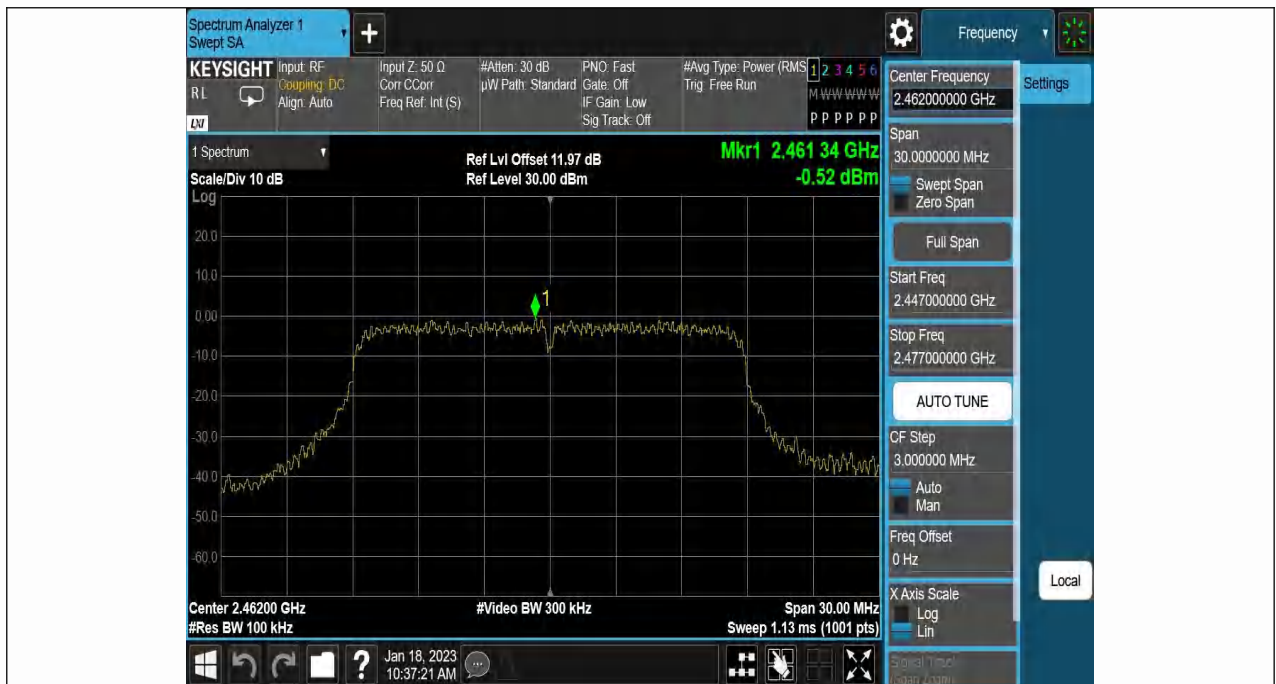 Spectrum Analyzer 1
Swept SA
+
Frequency
KEYSIGHT
RL
LXI
Input: RF
Coupling: DC
Align: Auto
Input Z: 50 Ω
Corr CCorr
Freq Ref: Int (S)
#Atten: 30 dB
µW Path: Standard
PNO: Fast
Gate: Off
IF Gain: Low
Sig Track: Off
#Avg Type: Power (RMS
Trig: Free Run
1 2 3 4 5 6
M W W W W W
P P P P P P
1 Spectrum
Scale/Div 10 dB
Log
Ref Lvl Offset 11.97 dB
Ref Level 30.00 dBm
Mkr1 2.461 34 GHz
-0.52 dBm
20.0
10.0
0.00
-10.0
-20.0
-30.0
-40.0
-50.0
-60.0
1
Center 2.46200 GHz
#Res BW 100 kHz
#Video BW 300 kHz
Span 30.00 MHz
Sweep 1.13 ms (1001 pts)
Center Frequency
2.462000000 GHz
Settings
Span
30.0000000 MHz
Swept Span
Zero Span
Full Span
Start Freq
2.447000000 GHz
Stop Freq
2.477000000 GHz
AUTO TUNE
CF Step
3.000000 MHz
Auto
Man
Freq Offset
0 Hz
X Axis Scale
Log
Lin
Signal Track
(Span Zoom)
Local
?
Jan 18, 2023
10:37:21 AM